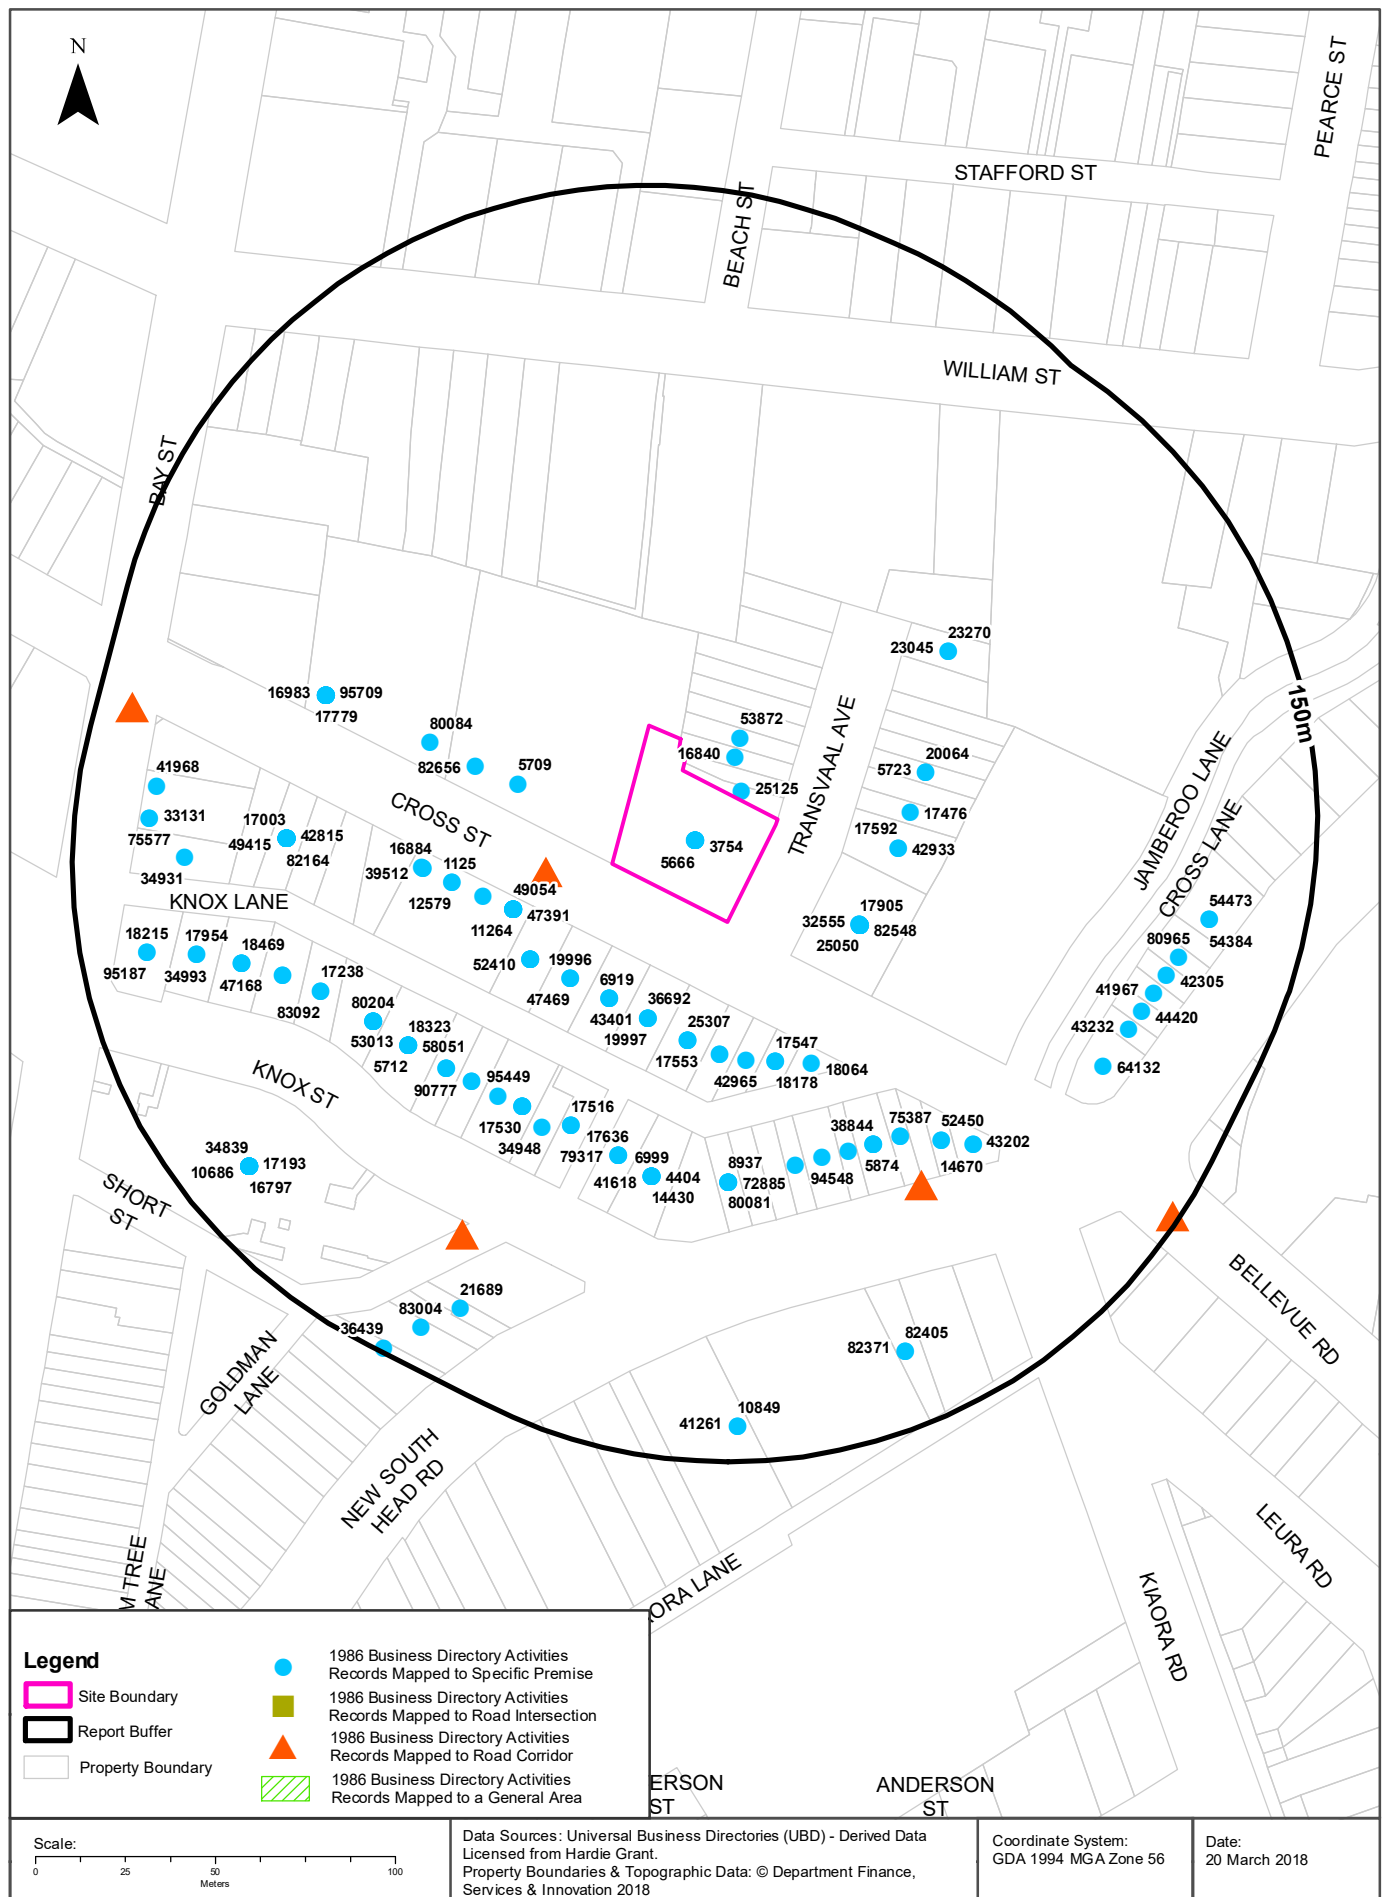 N
PEARCE ST
STAFFORD ST
BEACH ST
WILLIAM ST
BAY ST
23270
23045
150m
16983 95709
17779
53872
80084
16840
TRANSVAAL AVE
20064
41968
82656
5709
5723
25125
JAMBEROO LANE
33131
17003
CROSS ST
17476
75577
49415
42815
17592
82164
16884
1125
3754
42933
34931
39512
5666
CROSS LANE
KNOX LANE
12579
49054
47391
17905
54473
11264
32555
82548
18215
17954
18469
25050
80965
54384
95187
34993
47168
52410
19996
17238
47469
6919
42305
83092
80204
36692
41967
43401
25307
44420
53013
18323
19997
43232
58051
17553
17547
5712
42965
18178
18064
64132
KNOX ST
90777
95449
17516
38844
75387
52450
17530
34948
17636
43202
34839
17193
79317
6999
8937
5874
14670
10686
4404
72885
94548
16797
41618
14430
80081
SHORT
ST
21689
BELLEVUE RD
83004
36439
82405
82371
GOLDMAN
LANE
10849
41261
NEW SOUTH
HEAD RD
LEURA RD
M TREE
ANE
ORA LANE
KIAORA RD
Legend
Site Boundary
Report Buffer
Property Boundary
1986 Business Directory Activities
Records Mapped to Specific Premise
1986 Business Directory Activities
Records Mapped to Road Intersection
1986 Business Directory Activities
Records Mapped to Road Corridor
1986 Business Directory Activities
Records Mapped to a General Area
ERSON
ST
ANDERSON
ST
Scale:
0 25 50 100
Meters
Data Sources: Universal Business Directories (UBD) - Derived Data
Licensed from Hardie Grant.
Property Boundaries & Topographic Data: © Department Finance,
Services & Innovation 2018
Coordinate System:
GDA 1994 MGA Zone 56
Date:
20 March 2018